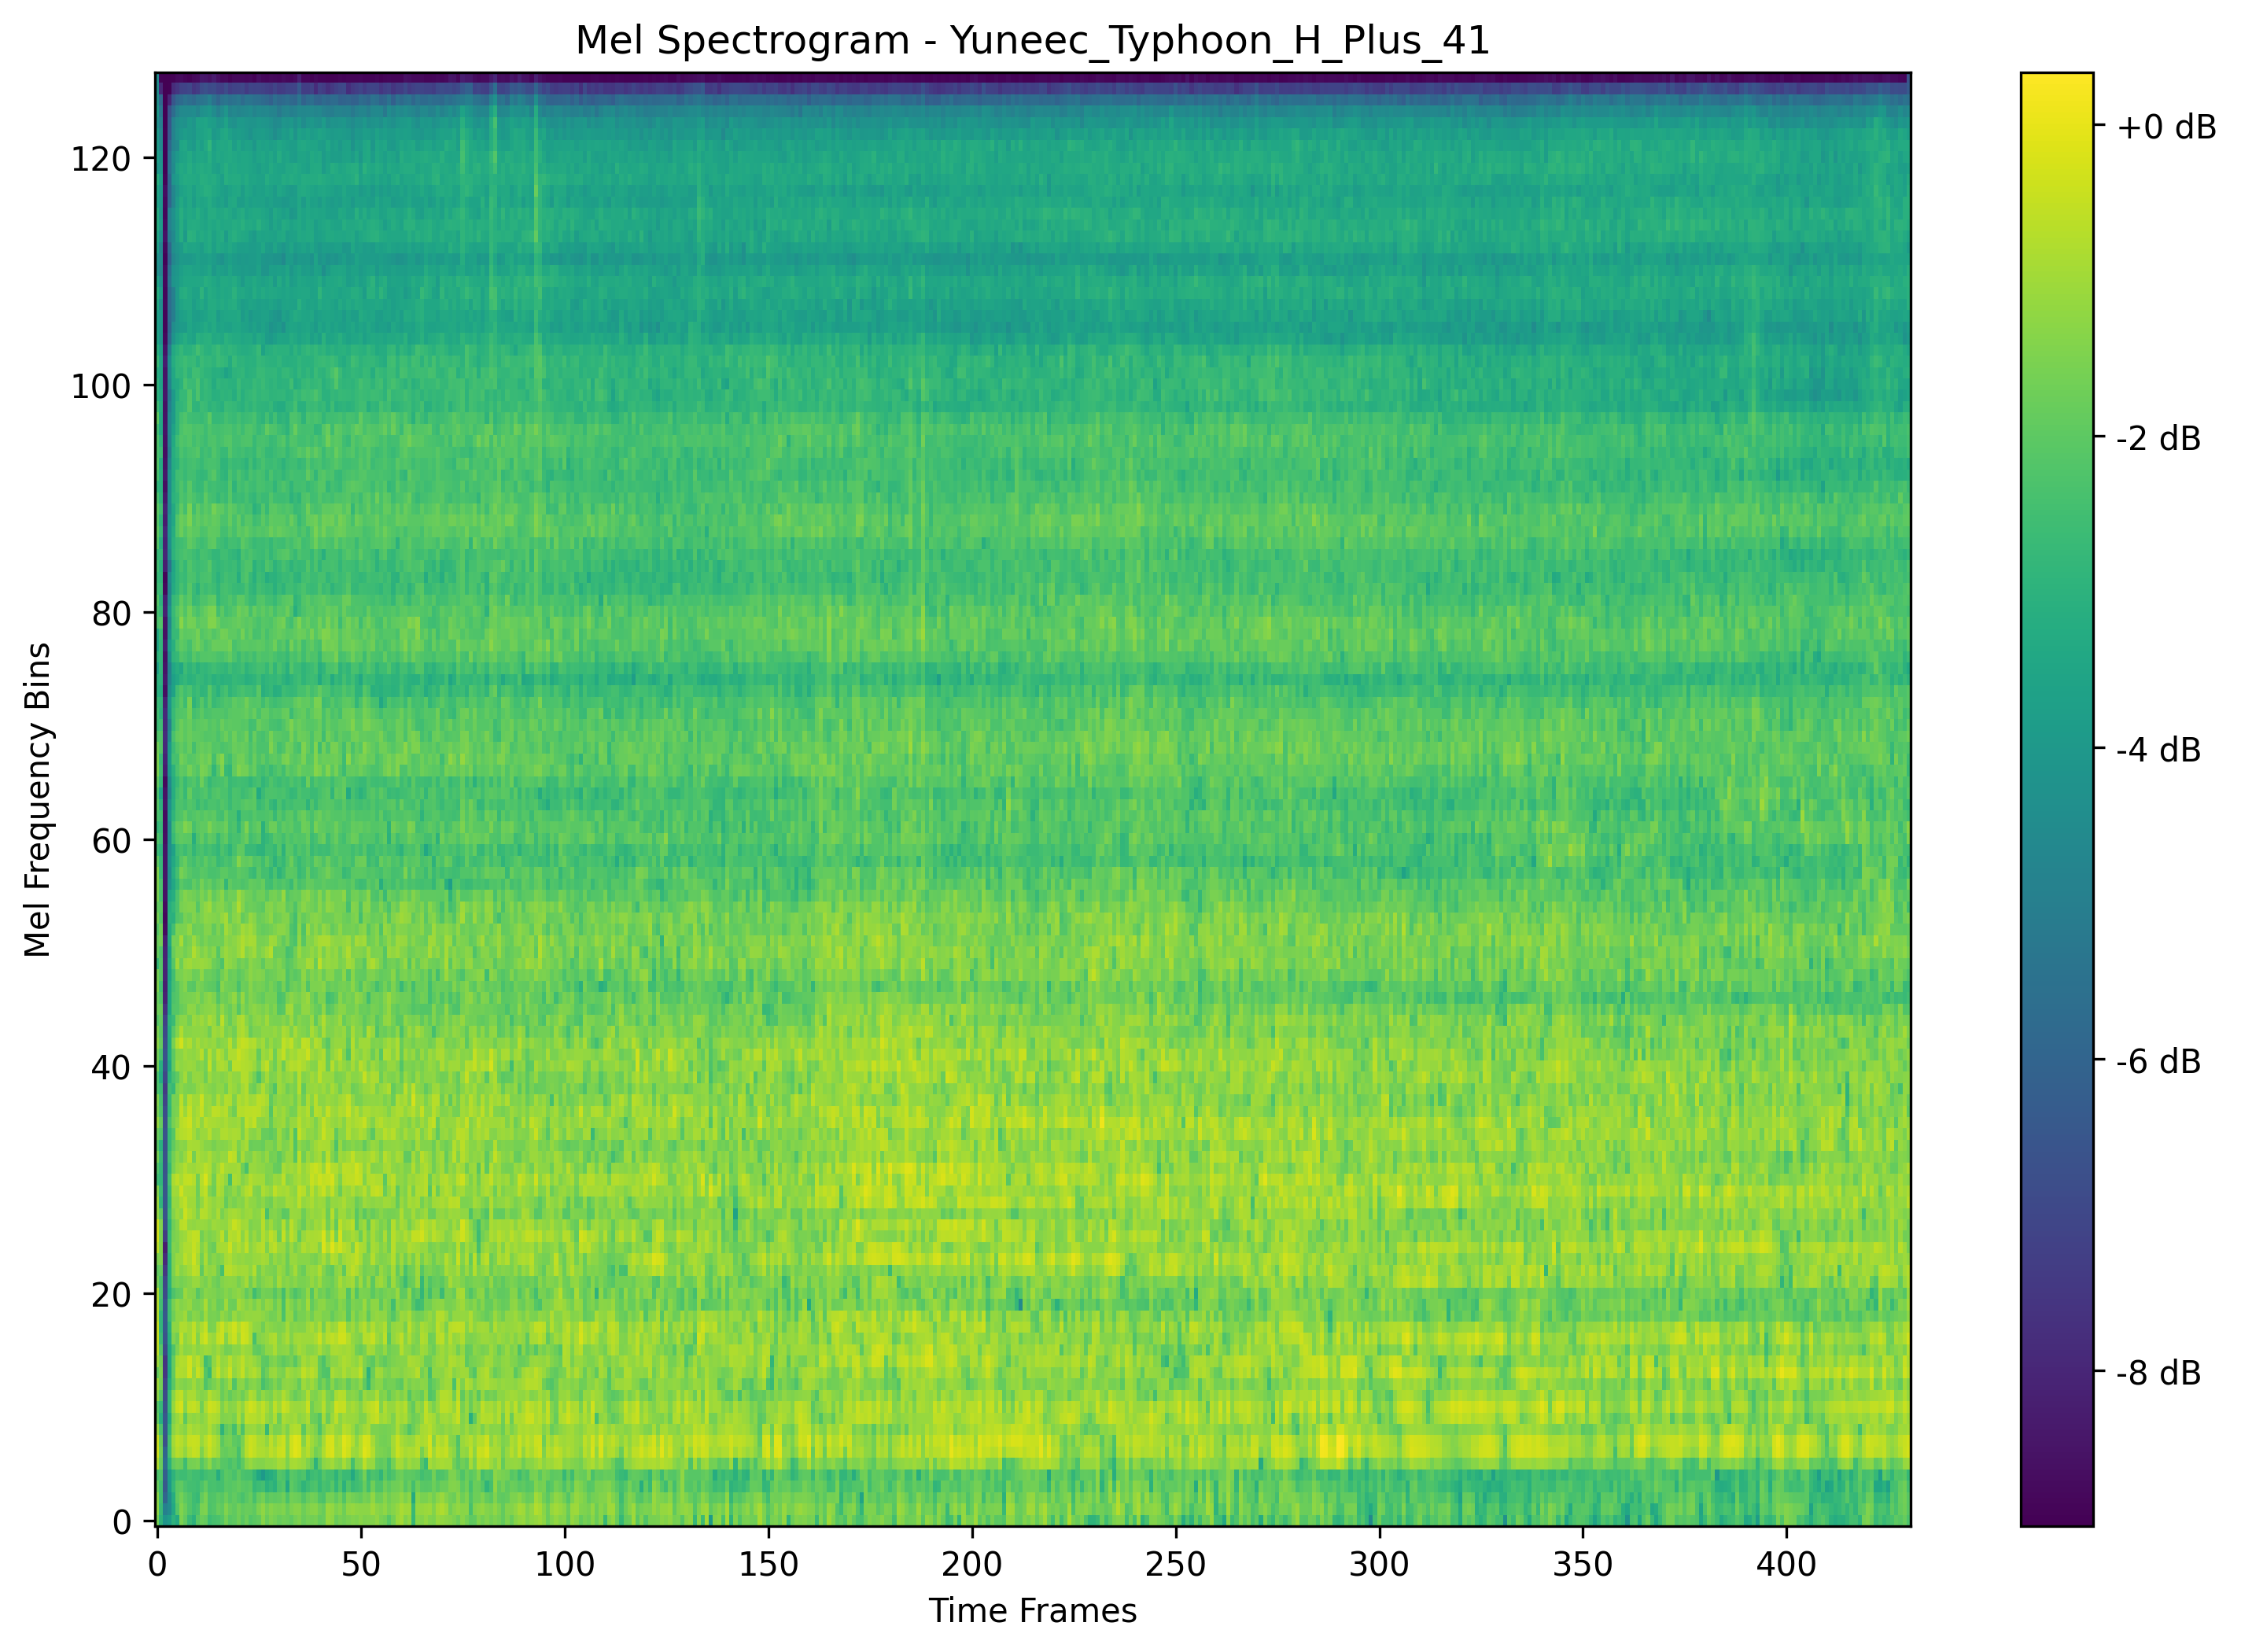 Mel Spectrogram - Yuneec_Typhoon_H_Plus_41
Mel Frequency Bins
120
100
80
60
40
20
0
0 50 100 150 200 250 300 350 400
Time Frames
+0 dB
-2 dB
-4 dB
-6 dB
-8 dB